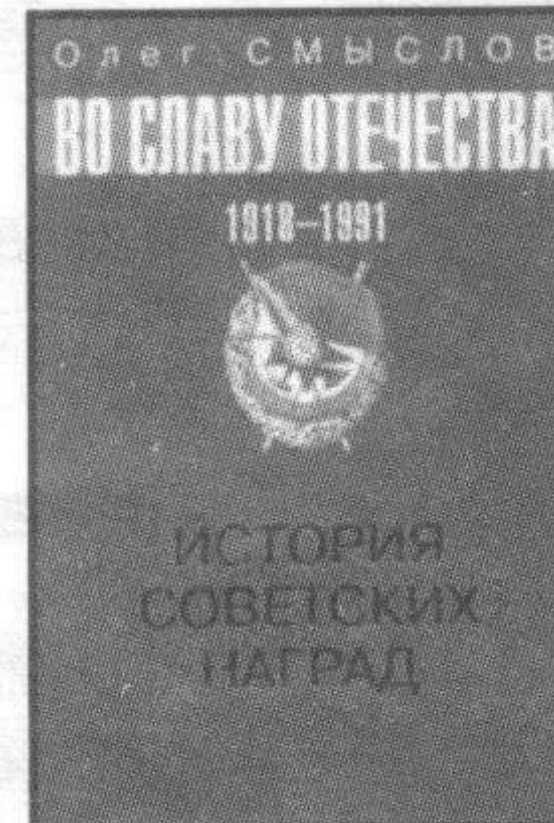 Олег СМЫСЛОВ
ВО СЛАВУ ОТЕЧЕСТВА
1918–1991
ИСТОРИЯ
СОВЕТСКИХ
НАГРАД